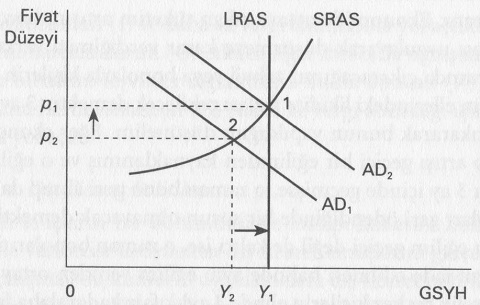 Fiyat
Düzeyi
LRAS
SRAS
p₁
p₂
1
2
AD₂
AD₁
0
Y₂
Y₁
GSYH